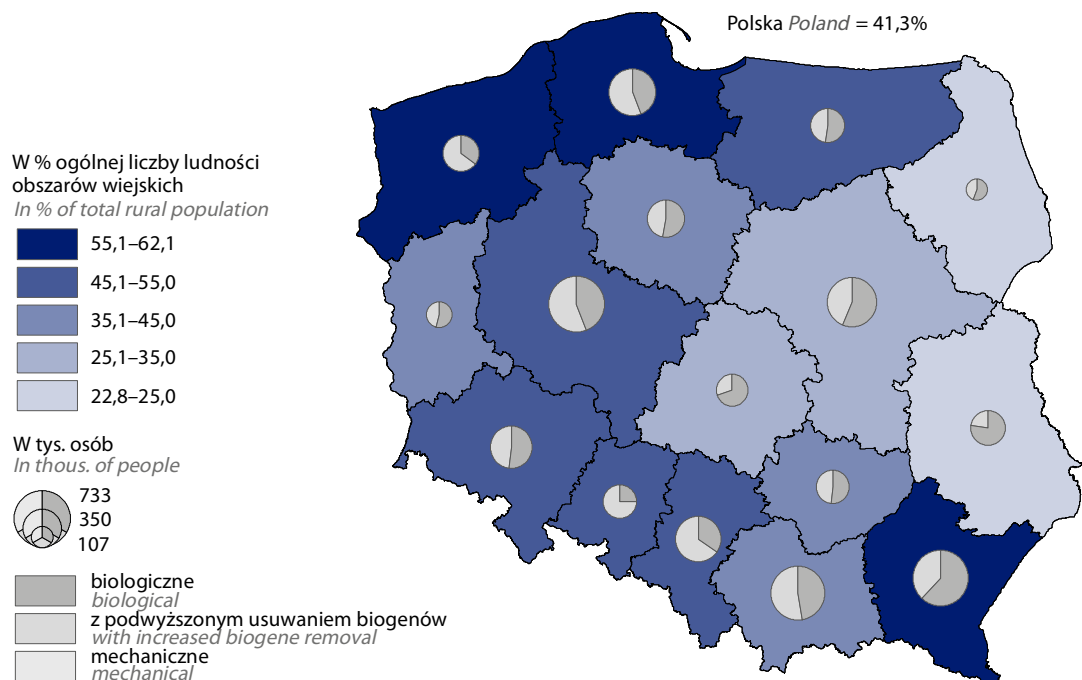 Polska Poland = 41,3%
W % ogólnej liczby ludności
obszarów wiejskich
In % of total rural population
55,1–62,1
45,1–55,0
35,1–45,0
25,1–35,0
22,8–25,0
W tys. osób
In thous. of people
733
350
107
biologiczne
biological
z podwyższonym usuwaniem biogenów
with increased biogene removal
mechaniczne
mechanical